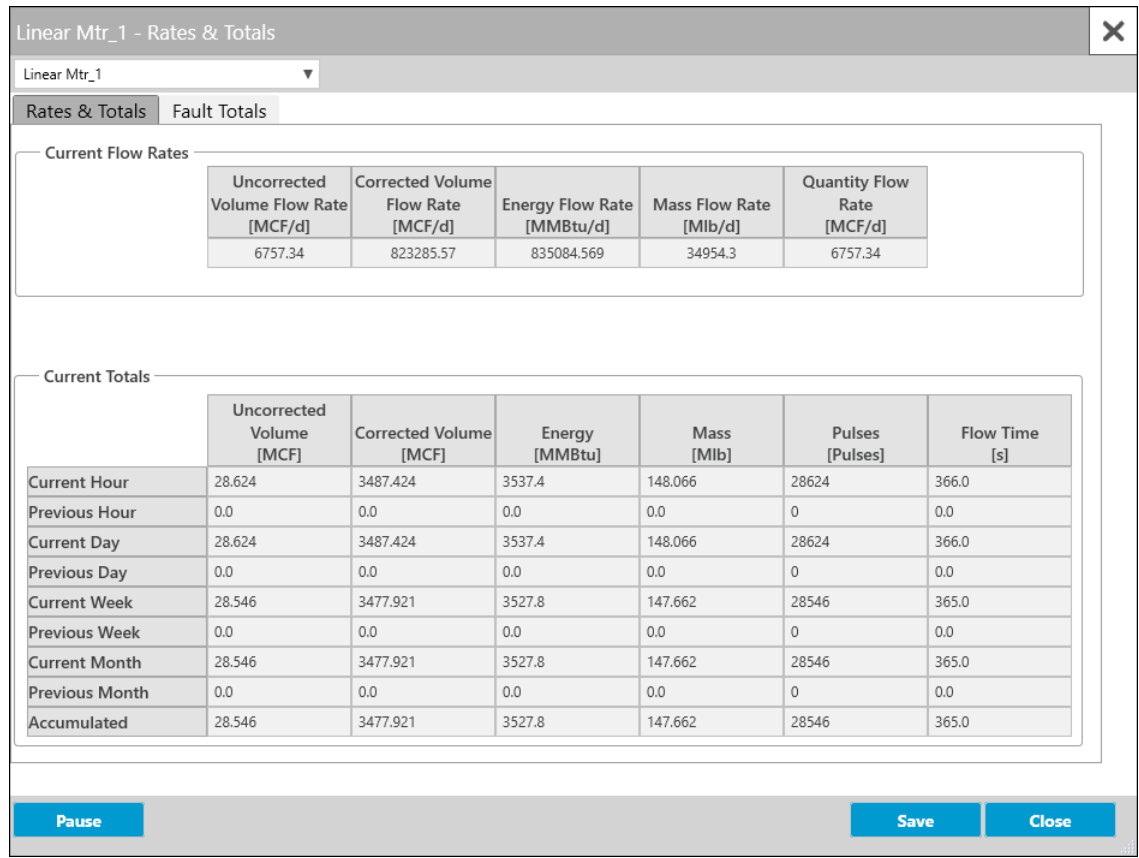 Linear Mtr_1 - Rates & Totals
Linear Mtr_1
Rates & Totals Fault Totals
Current Flow Rates
Uncorrected Volume Flow Rate [MCF/d] Corrected Volume Flow Rate [MCF/d] Energy Flow Rate [MMBtu/d] Mass Flow Rate [Mlb/d] Quantity Flow Rate [MCF/d]
6757.34 823285.57 835084.569 34954.3 6757.34
Current Totals
Uncorrected Volume [MCF] Corrected Volume [MCF] Energy [MMBtu] Mass [Mlb] Pulses [Pulses] Flow Time [s]
Current Hour 28.624 3487.424 3537.4 148.066 28624 366.0
Previous Hour 0.0 0.0 0.0 0.0 0 0.0
Current Day 28.624 3487.424 3537.4 148.066 28624 366.0
Previous Day 0.0 0.0 0.0 0.0 0 0.0
Current Week 28.546 3477.921 3527.8 147.662 28546 365.0
Previous Week 0.0 0.0 0.0 0.0 0 0.0
Current Month 28.546 3477.921 3527.8 147.662 28546 365.0
Previous Month 0.0 0.0 0.0 0.0 0 0.0
Accumulated 28.546 3477.921 3527.8 147.662 28546 365.0
Pause Save Close